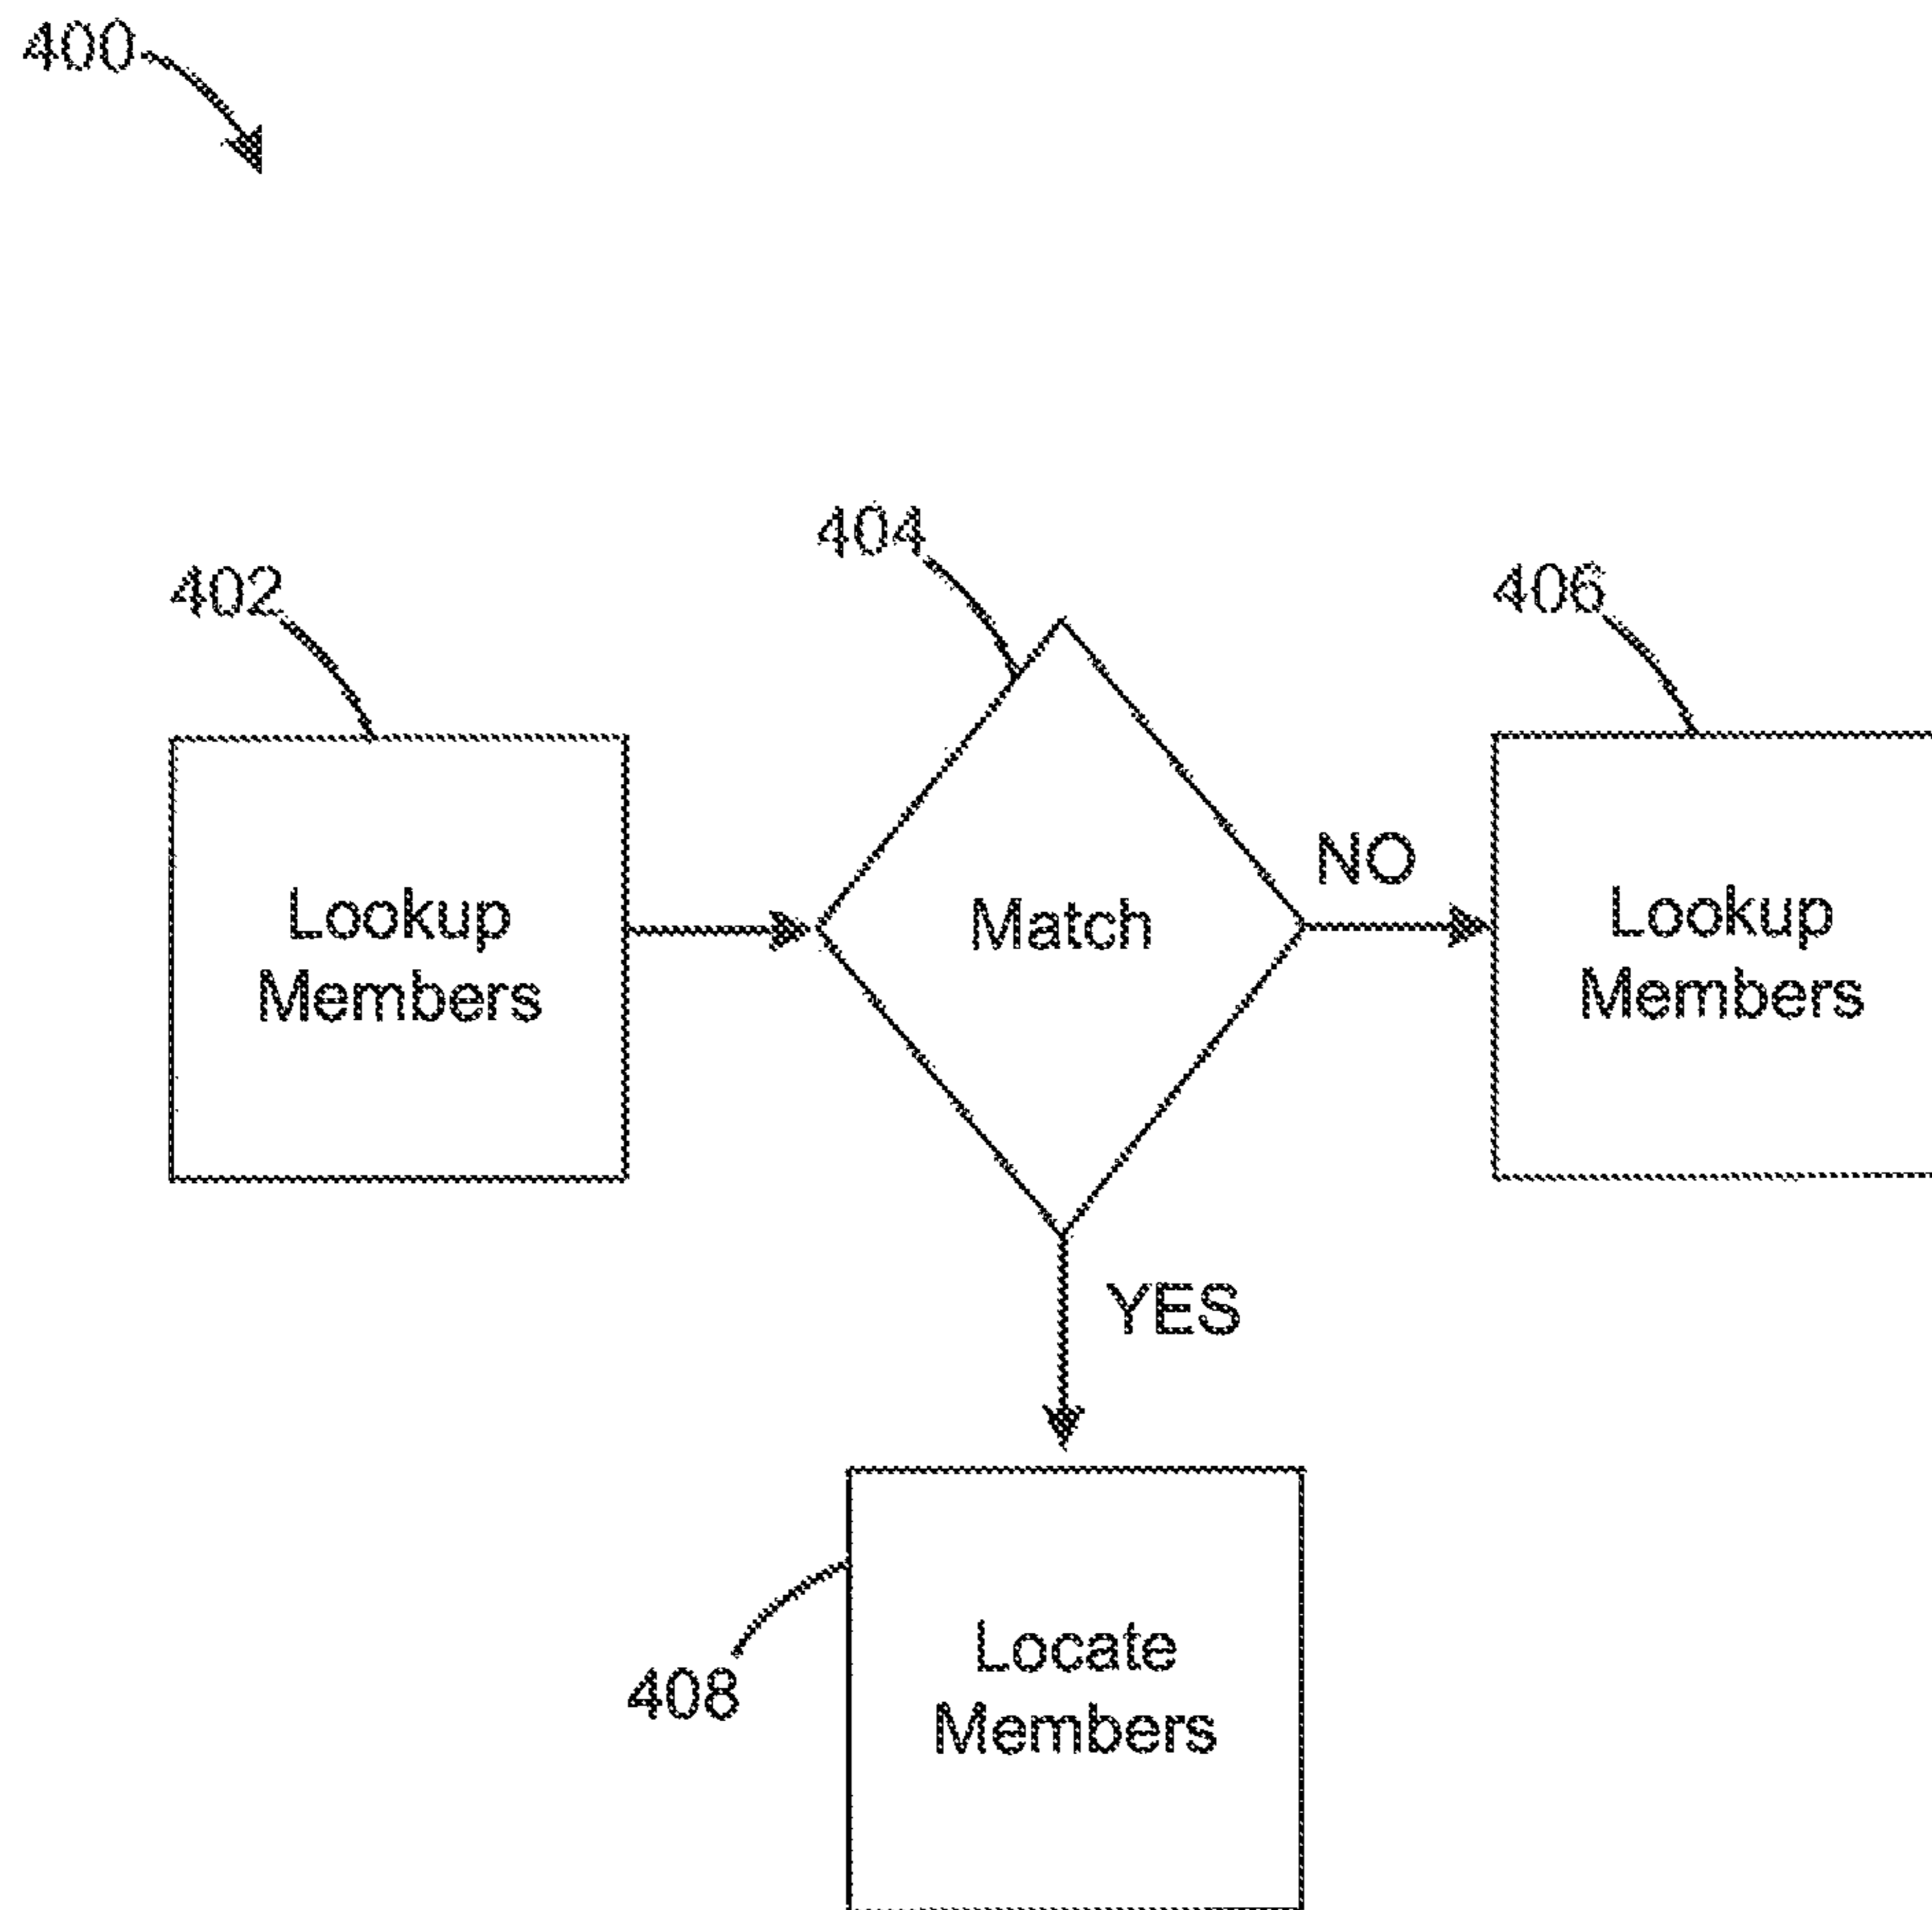 400
404
402
406
Lookup
Members
Match
NO
Lookup
Members
YES
408
Locate
Members